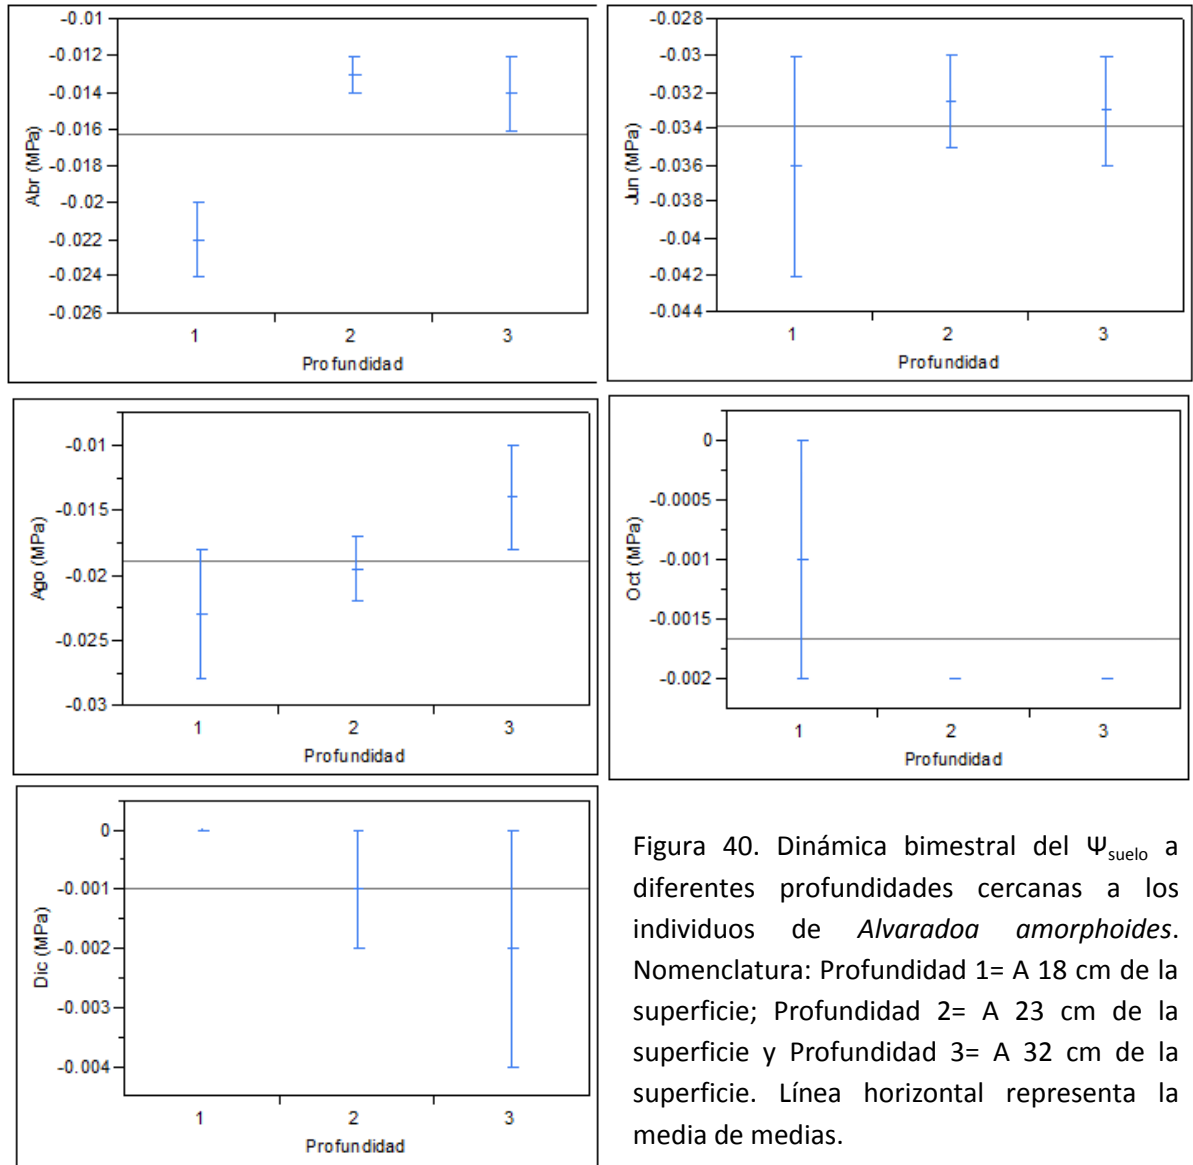 -0.01
-0.012
-0.014
-0.016
-0.018
-0.02
-0.022
-0.024
-0.026
Abr (MPa)
1 2 3
Profundidad
-0.028
-0.03
-0.032
-0.034
-0.036
-0.038
-0.04
-0.042
-0.044
Jun (MPa)
1 2 3
Profundidad
-0.01
-0.015
-0.02
-0.025
-0.03
Ago (MPa)
1 2 3
Profundidad
0
-0.0005
-0.001
-0.0015
-0.002
Oct (MPa)
1 2 3
Profundidad
0
-0.001
-0.002
-0.003
-0.004
Dic (MPa)
1 2 3
Profundidad
Figura 40. Dinámica bimestral del Ψsuelo a
diferentes profundidades cercanas a los
individuos de Alvaradoa amorphoides.
Nomenclatura: Profundidad 1= A 18 cm de la
superficie; Profundidad 2= A 23 cm de la
superficie y Profundidad 3= A 32 cm de la
superficie. Línea horizontal representa la
media de medias.